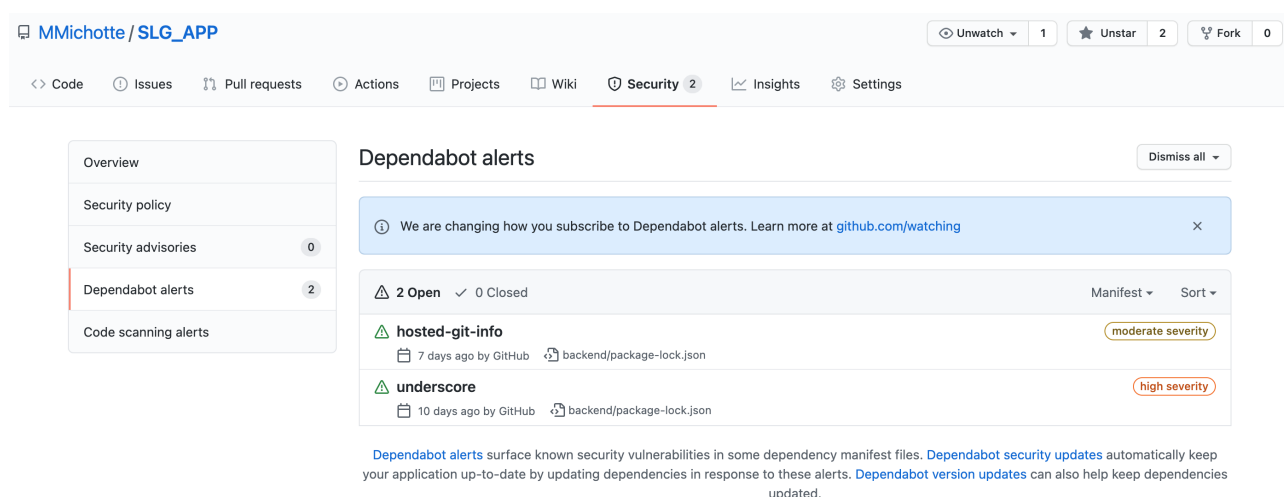 MMichotte / SLG_APP
Unwatch 1 Unstar 2 Fork 0
Code Issues Pull requests Actions Projects Wiki Security 2 Insights Settings
Overview
Security policy
Security advisories 0
Dependabot alerts 2
Code scanning alerts
Dependabot alerts
Dismiss all
We are changing how you subscribe to Dependabot alerts. Learn more at github.com/watching
2 Open 0 Closed Manifest Sort
hosted-git-info moderate severity
7 days ago by GitHub backend/package-lock.json
underscore high severity
10 days ago by GitHub backend/package-lock.json
Dependabot alerts surface known security vulnerabilities in some dependency manifest files. Dependabot security updates automatically keep
your application up-to-date by updating dependencies in response to these alerts. Dependabot version updates can also help keep dependencies
updated.